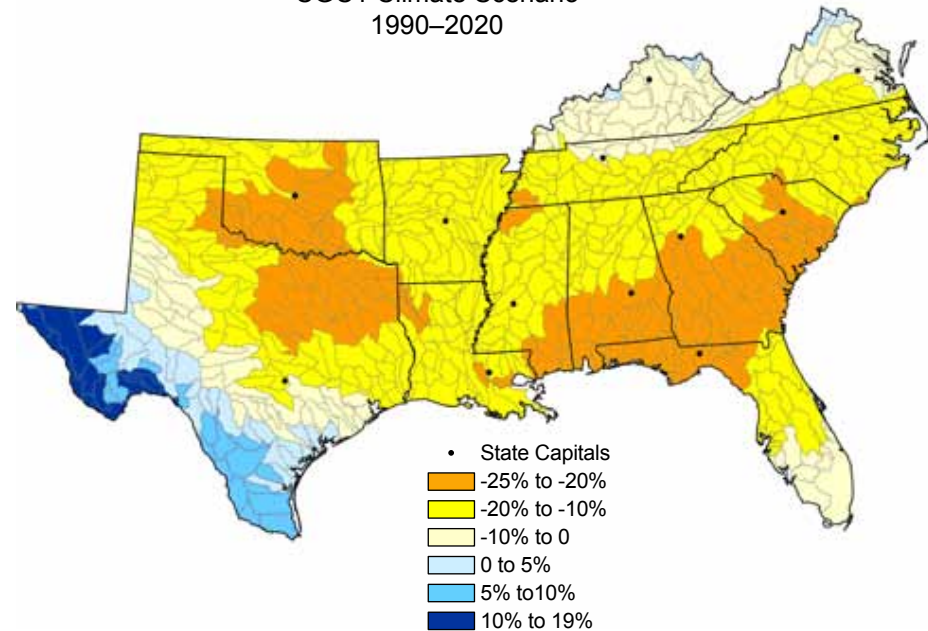 1990–2020
State Capitals
-25% to -20%
-20% to -10%
-10% to 0
0 to 5%
5% to10%
10% to 19%